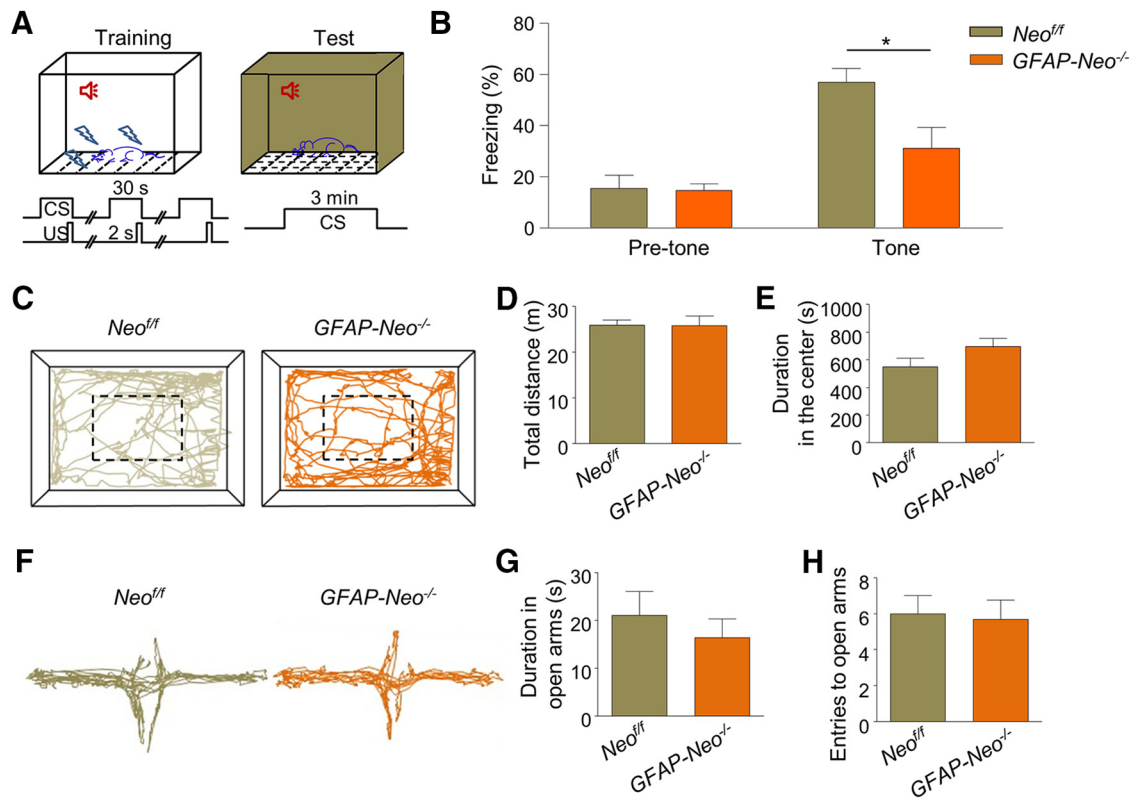 A
Training
Test
30 s
CS
US
2 s
3 min
CS
B
Freezing (%)
80
60
40
20
0
Pre-tone
Tone
*
Neof/f
GFAP-Neo-/-
C
Neof/f
GFAP-Neo-/-
D
Total distance (m)
30
20
10
0
Neof/f
GFAP-Neo-/-
E
Duration
in the center (s)
1000
800
600
400
200
0
Neof/f
GFAP-Neo-/-
F
Neof/f
GFAP-Neo-/-
G
Duration in
open arms (s)
30
20
10
0
Neof/f
GFAP-Neo-/-
H
Entries to open arms
8
6
4
2
0
Neof/f
GFAP-Neo-/-